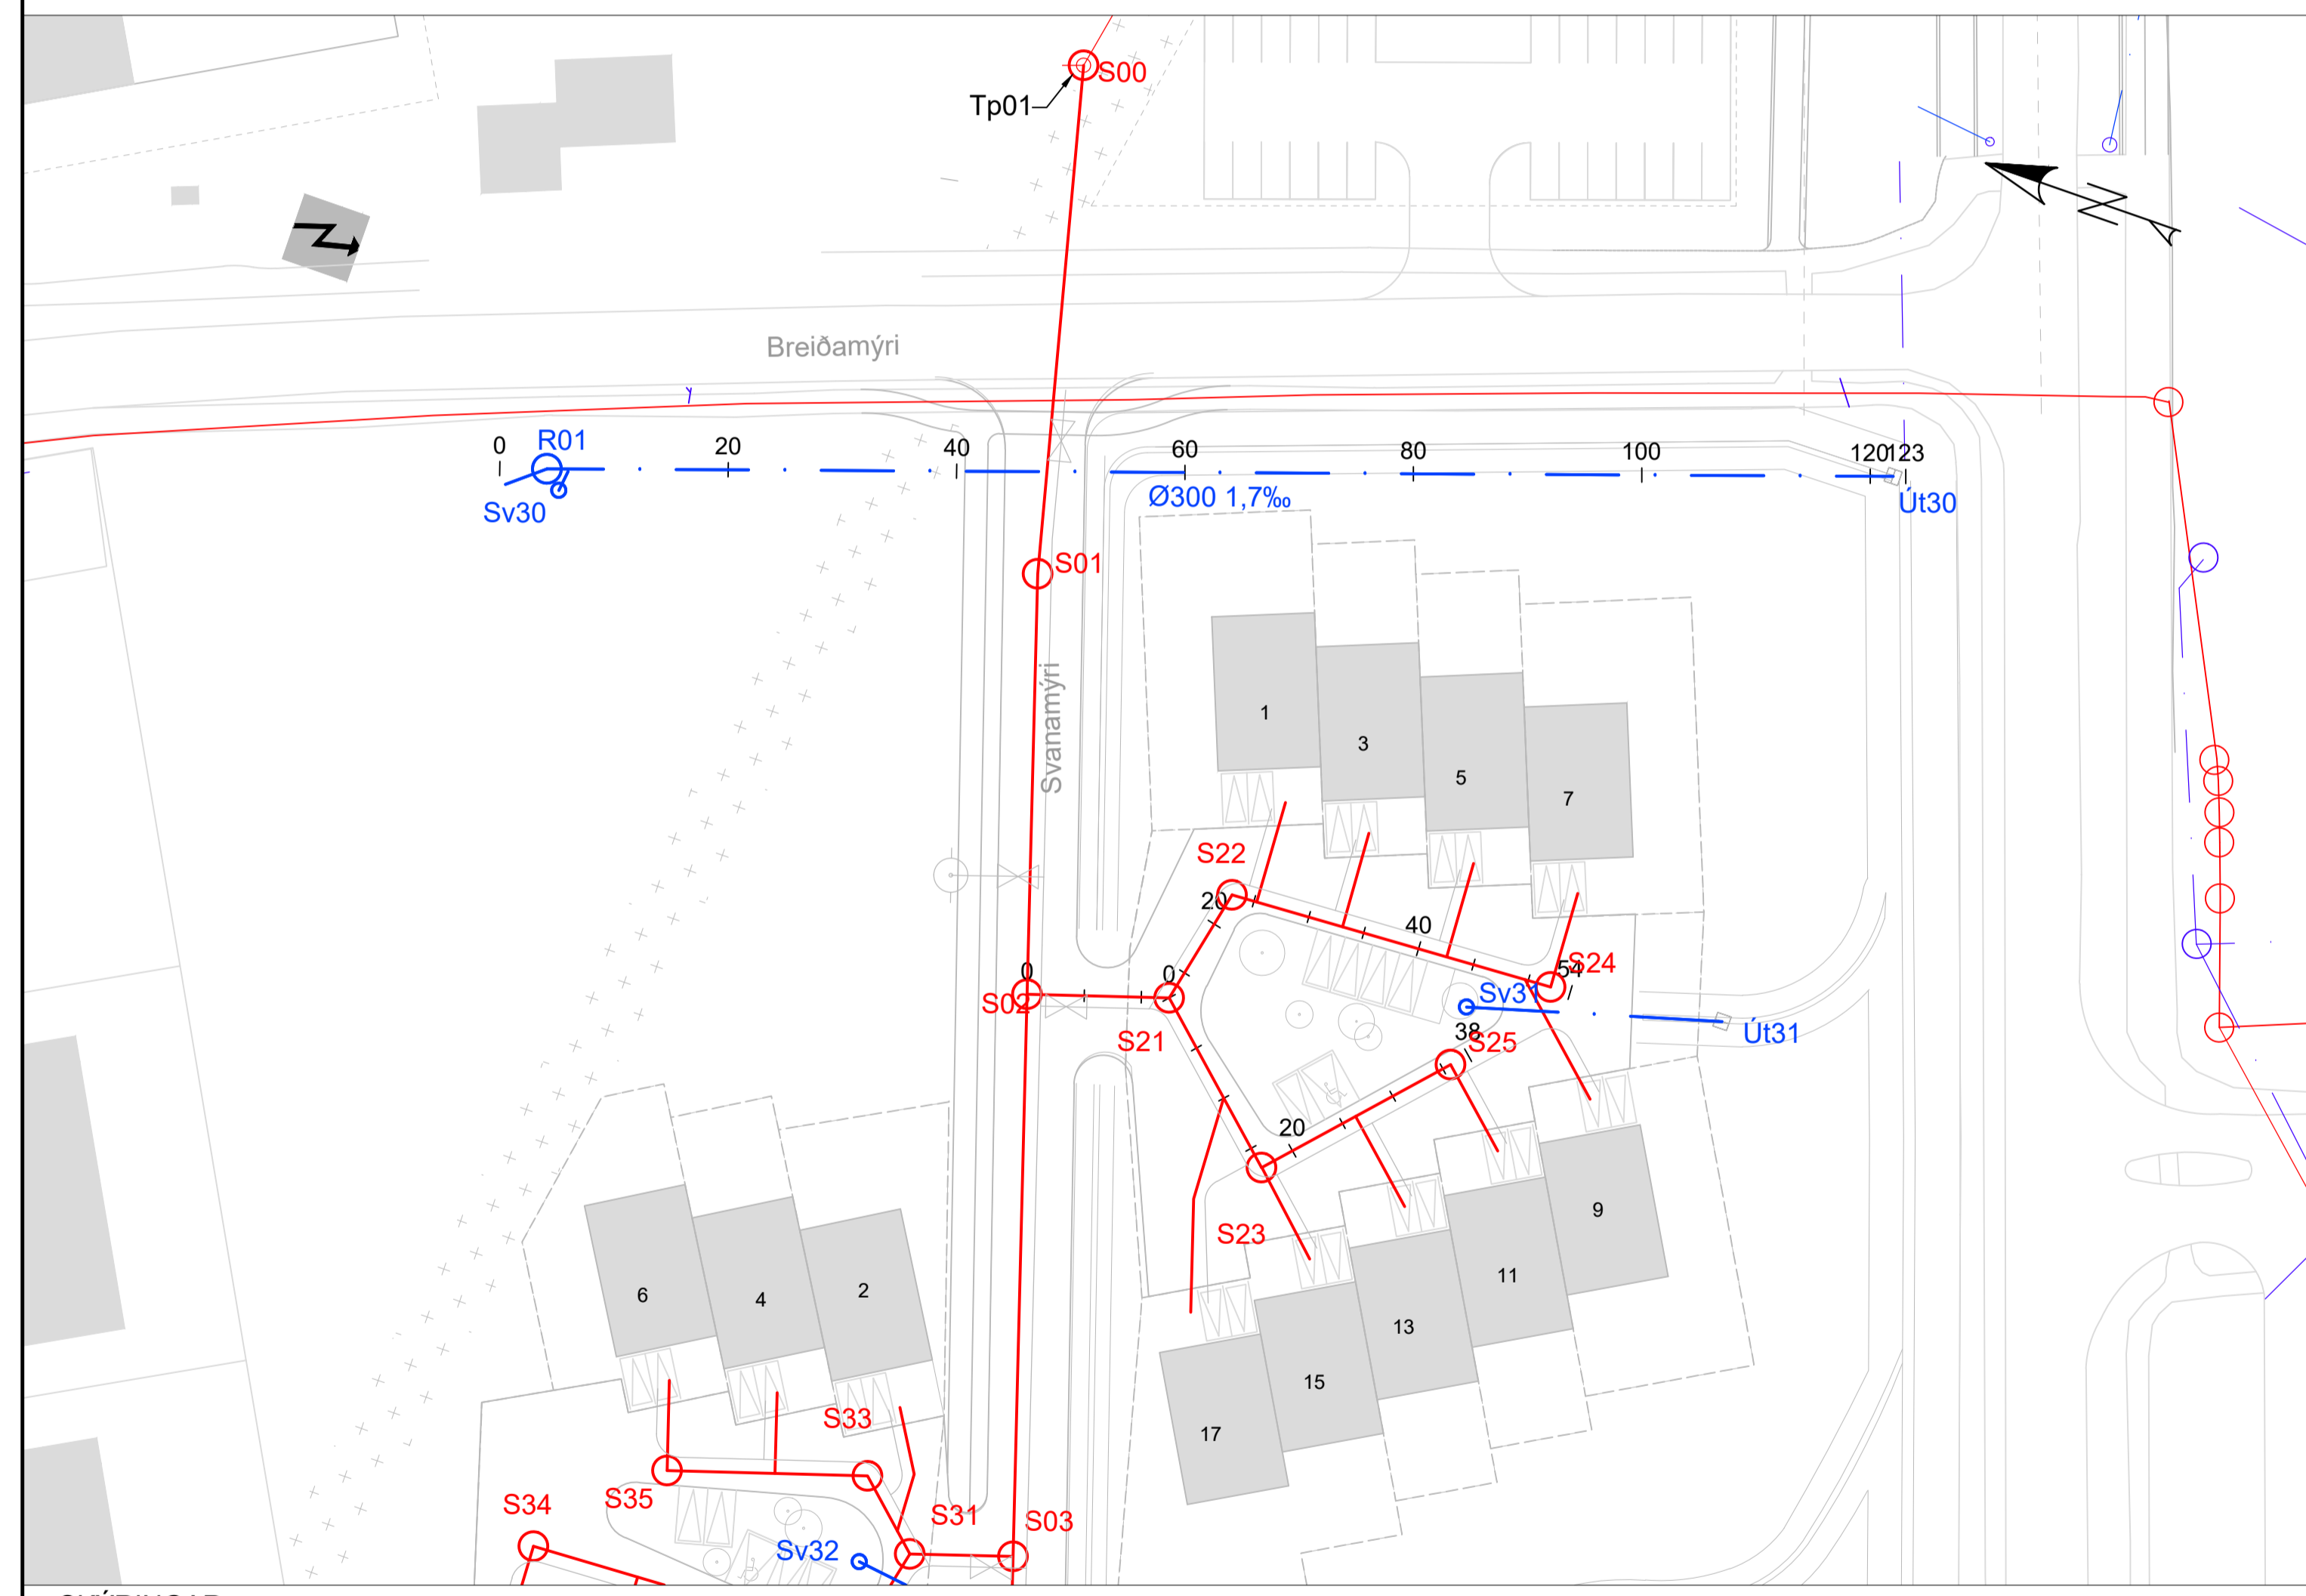 S00
Tp01
N
Breiðamýri
0
R01
20
40
60
80
100
120
123
Sv30
Ø300 1,7‰
Út30
S01
Svanamýri
1
3
5
7
S22
20
40
54
S24
0
0
S02
Sv31
S21
38
S25
Út31
20
S23
9
11
13
15
17
6
4
2
S33
S35
S34
S31
S03
Sv32